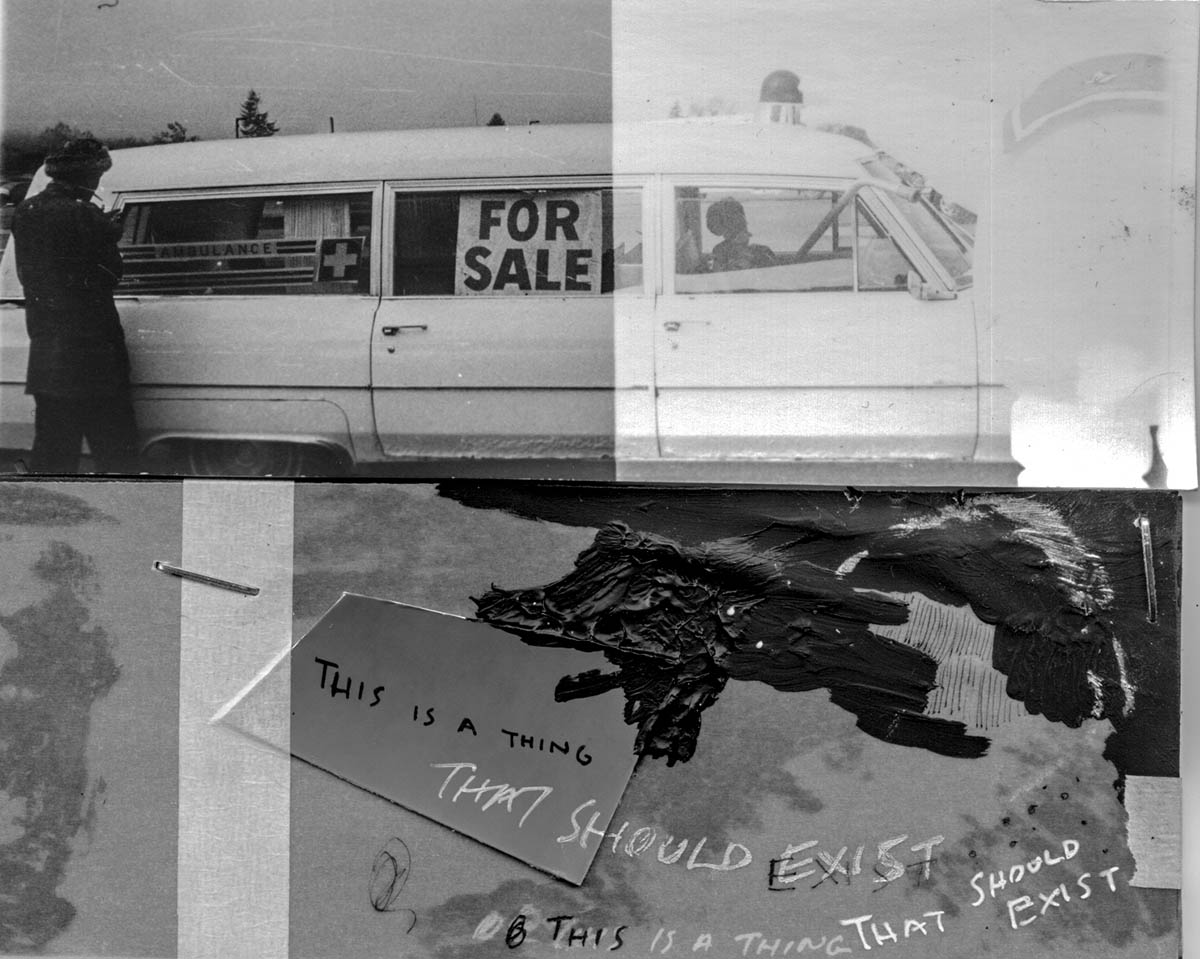 AMBULANCE
FOR
SALE
THIS IS A THING
THAT SHOULD EXIST
THIS IS A THING THAT SHOULD
EXIST